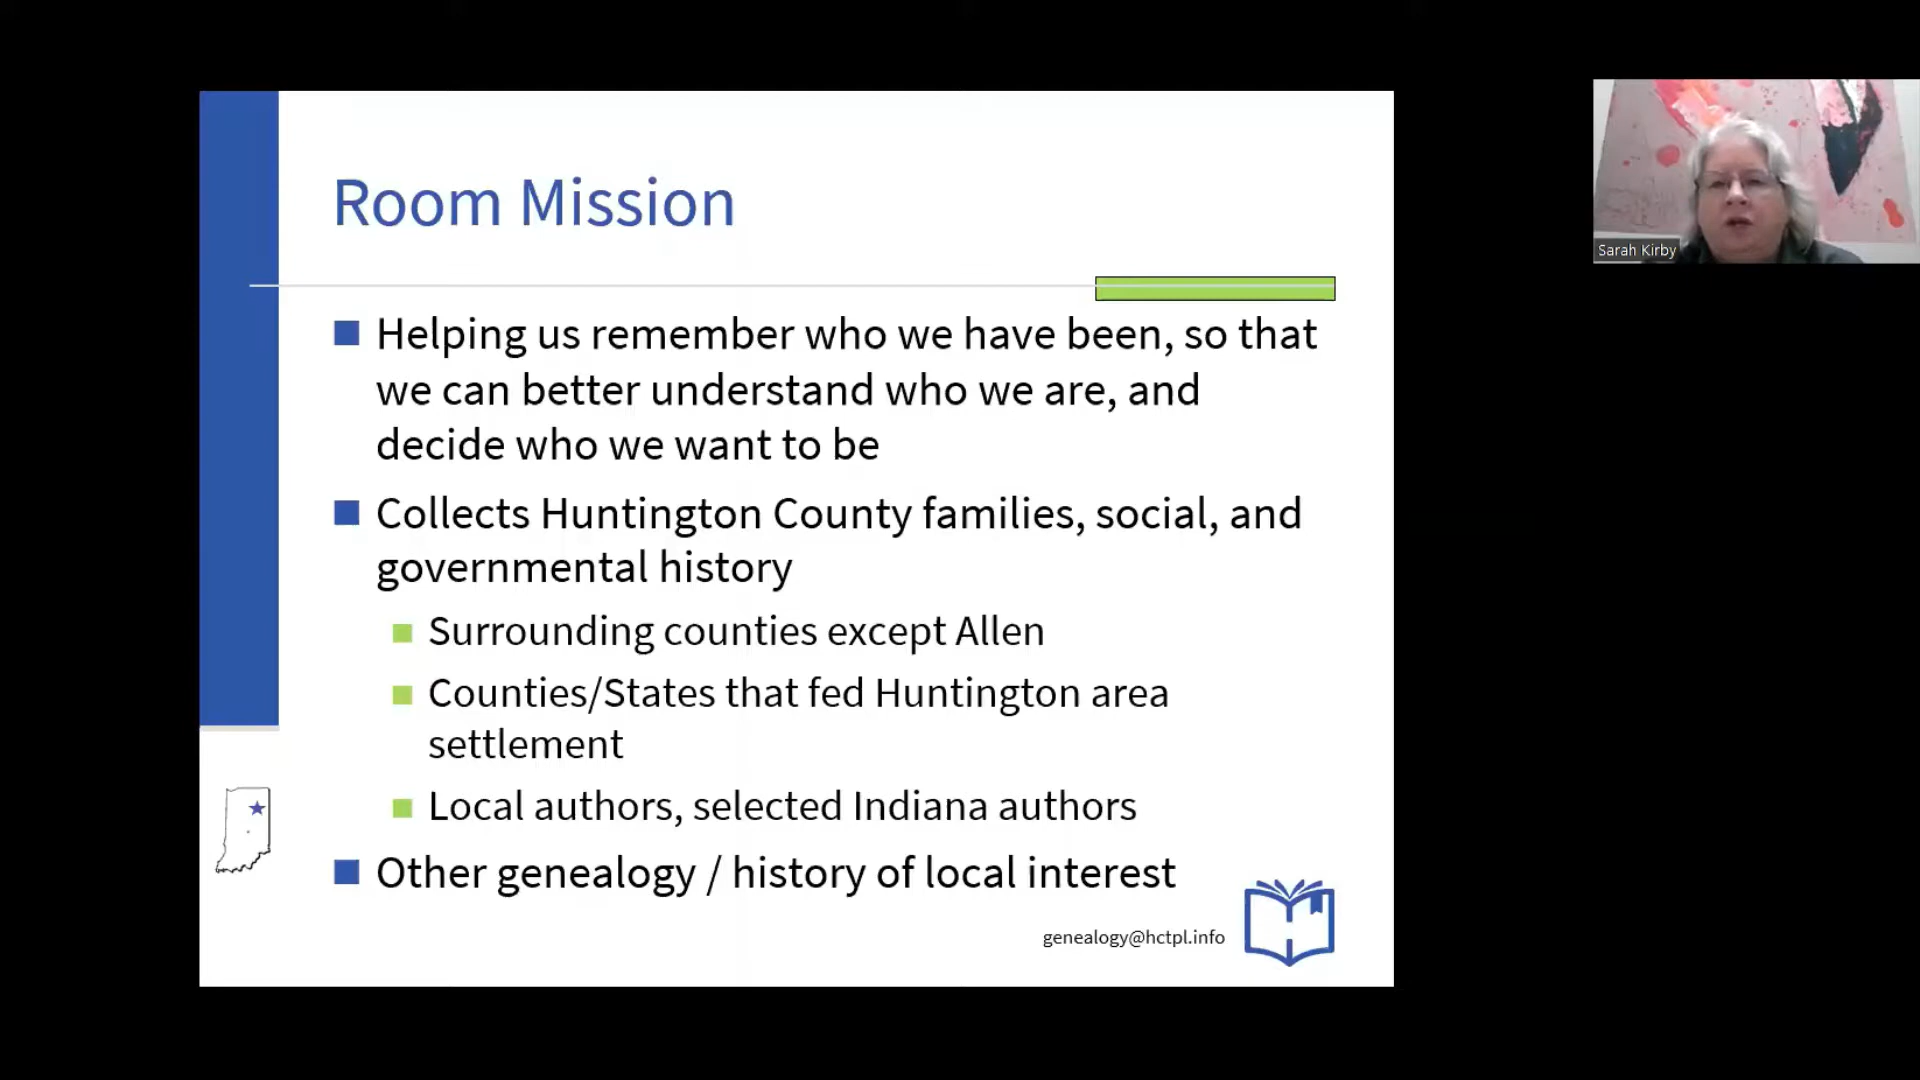 Room Mission
Helping us remember who we have been, so that
we can better understand who we are, and
decide who we want to be
Collects Huntington County families, social, and
governmental history
Surrounding counties except Allen
Counties/States that fed Huntington area
settlement
Local authors, selected Indiana authors
Other genealogy / history of local interest
genealogy@hctpl.info
Sarah Kirby